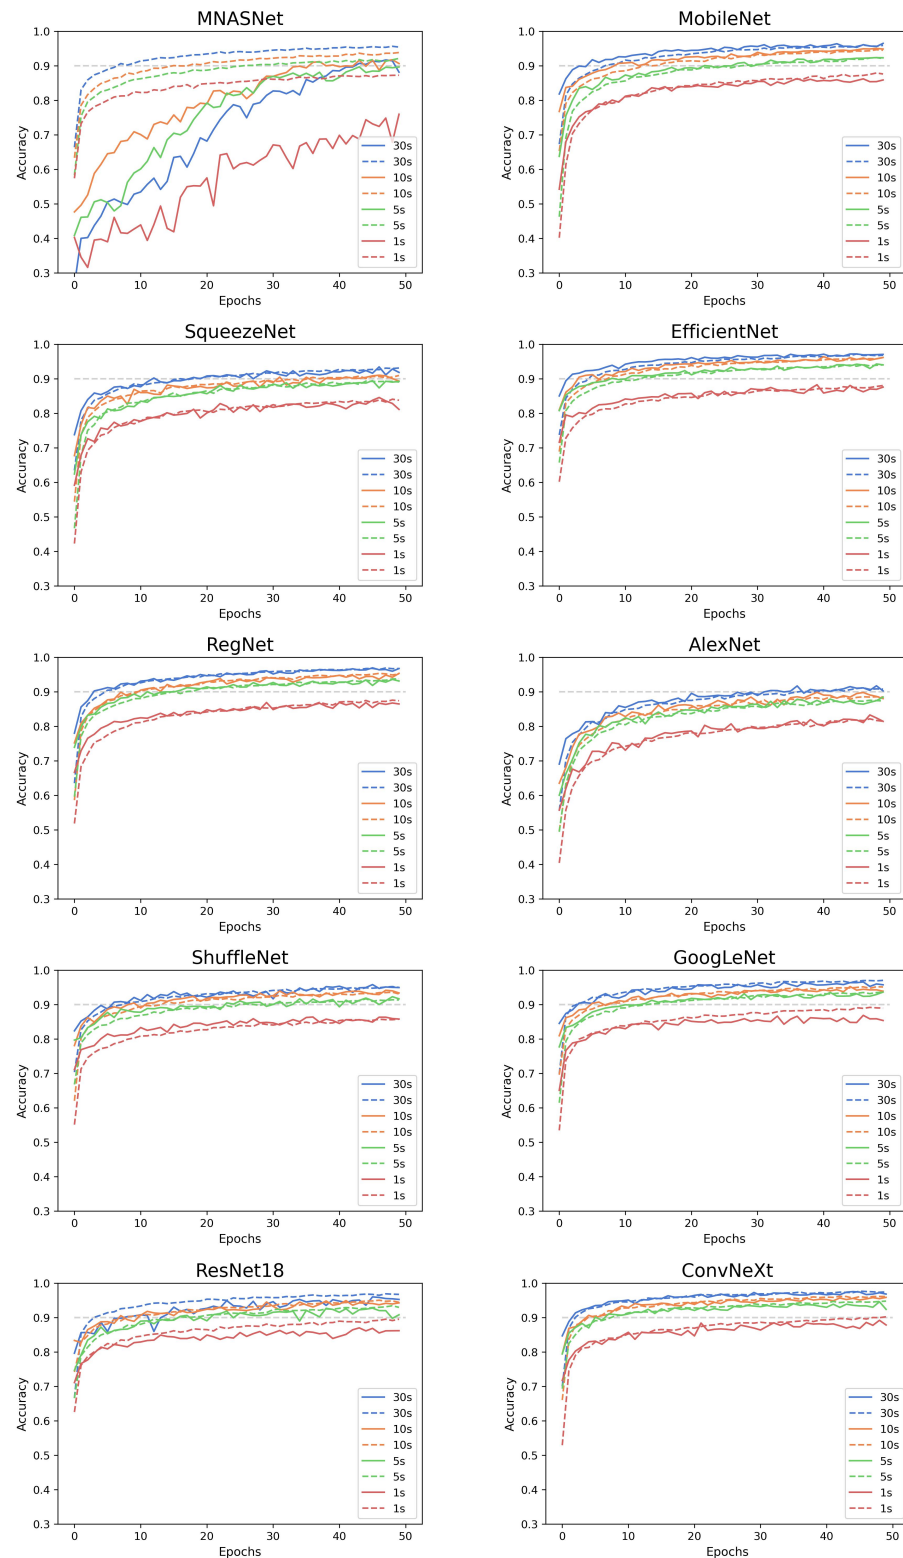 MNASNet
1.0
0.9
0.8
0.7
0.6
0.5
0.4
0.3
Accuracy
30s
30s
10s
10s
5s
5s
1s
1s
0 10 20 30 40 50
Epochs
MobileNet
1.0
0.9
0.8
0.7
0.6
0.5
0.4
0.3
Accuracy
30s
30s
10s
10s
5s
5s
1s
1s
0 10 20 30 40 50
Epochs
SqueezeNet
1.0
0.9
0.8
0.7
0.6
0.5
0.4
0.3
Accuracy
30s
30s
10s
10s
5s
5s
1s
1s
0 10 20 30 40 50
Epochs
EfficientNet
1.0
0.9
0.8
0.7
0.6
0.5
0.4
0.3
Accuracy
30s
30s
10s
10s
5s
5s
1s
1s
0 10 20 30 40 50
Epochs
RegNet
1.0
0.9
0.8
0.7
0.6
0.5
0.4
0.3
Accuracy
30s
30s
10s
10s
5s
5s
1s
1s
0 10 20 30 40 50
Epochs
AlexNet
1.0
0.9
0.8
0.7
0.6
0.5
0.4
0.3
Accuracy
30s
30s
10s
10s
5s
5s
1s
1s
0 10 20 30 40 50
Epochs
ShuffleNet
1.0
0.9
0.8
0.7
0.6
0.5
0.4
0.3
Accuracy
30s
30s
10s
10s
5s
5s
1s
1s
0 10 20 30 40 50
Epochs
GoogLeNet
1.0
0.9
0.8
0.7
0.6
0.5
0.4
0.3
Accuracy
30s
30s
10s
10s
5s
5s
1s
1s
0 10 20 30 40 50
Epochs
ResNet18
1.0
0.9
0.8
0.7
0.6
0.5
0.4
0.3
Accuracy
30s
30s
10s
10s
5s
5s
1s
1s
0 10 20 30 40 50
Epochs
ConvNeXt
1.0
0.9
0.8
0.7
0.6
0.5
0.4
0.3
Accuracy
30s
30s
10s
10s
5s
5s
1s
1s
0 10 20 30 40 50
Epochs